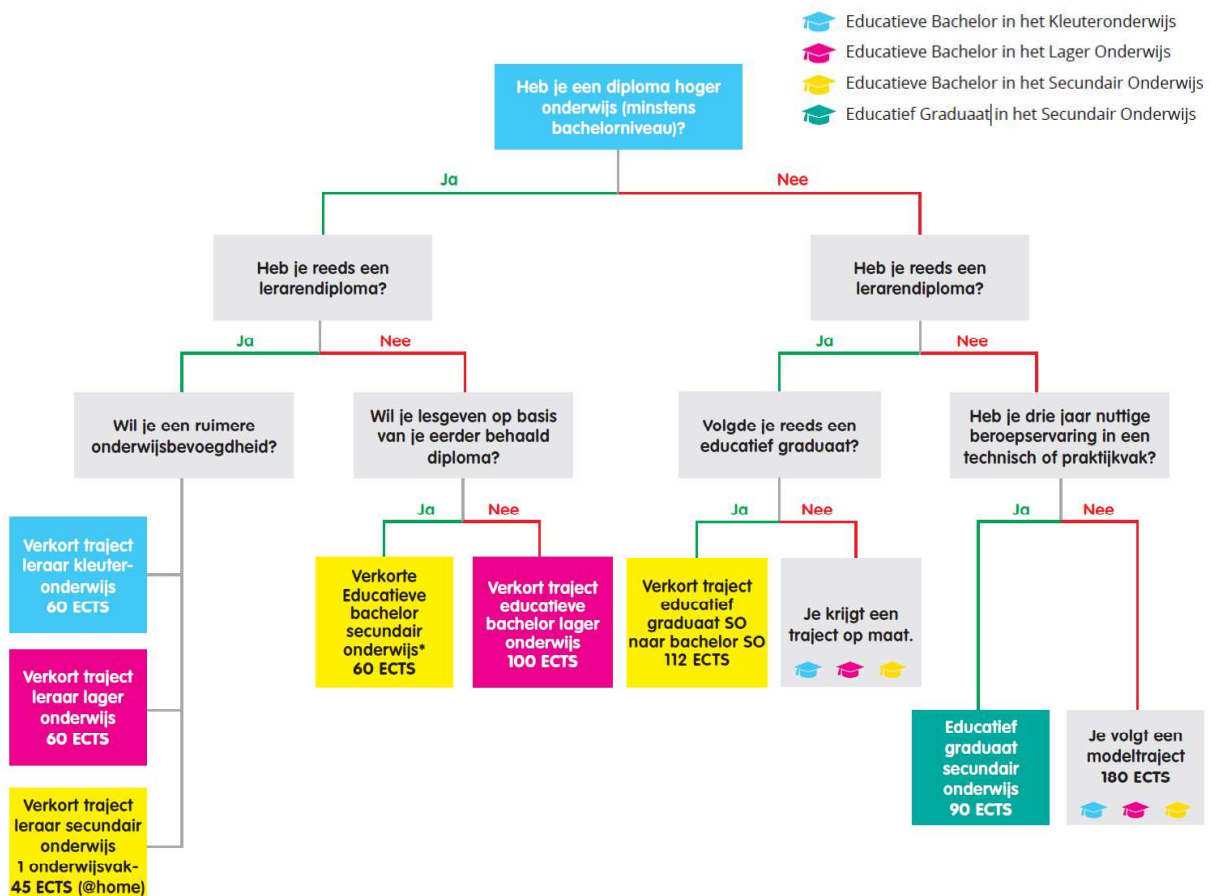 Educatieve Bachelor in het Kleuteronderwijs
Educatieve Bachelor in het Lager Onderwijs
Educatieve Bachelor in het Secundair Onderwijs
Educatief Graduaat in het Secundair Onderwijs
Heb je een diploma hoger
onderwijs (minstens
bachelorniveau)?
Ja
Nee
Heb je reeds een
lerarendiploma?
Heb je reeds een
lerarendiploma?
Ja
Nee
Ja
Nee
Wil je een ruimere
onderwijsbevoegdheid?
Wil je lesgeven op basis
van je eerder behaald
diploma?
Volgde je reeds een
educatief graduaat?
Heb je drie jaar nuttige
beroepservaring in een
technisch of praktijkvak?
Ja
Nee
Ja
Nee
Ja
Nee
Verkort traject
leraar kleuter-
onderwijs
60 ECTS
Verkort traject
leraar lager
onderwijs
60 ECTS
Verkort traject
leraar secundair
onderwijs
1 onderwijsvak-
45 ECTS (@home)
Verkorte
Educatieve
bachelor
secundair
onderwijs*
60 ECTS
Verkort traject
educatieve
bachelor lager
onderwijs
100 ECTS
Verkort traject
educatief
graduaat SO
naar bachelor SO
112 ECTS
Je krijgt een
traject op maat.
Educatief
graduaat
secundair
onderwijs
90 ECTS
Je volgt een
modeltraject
180 ECTS